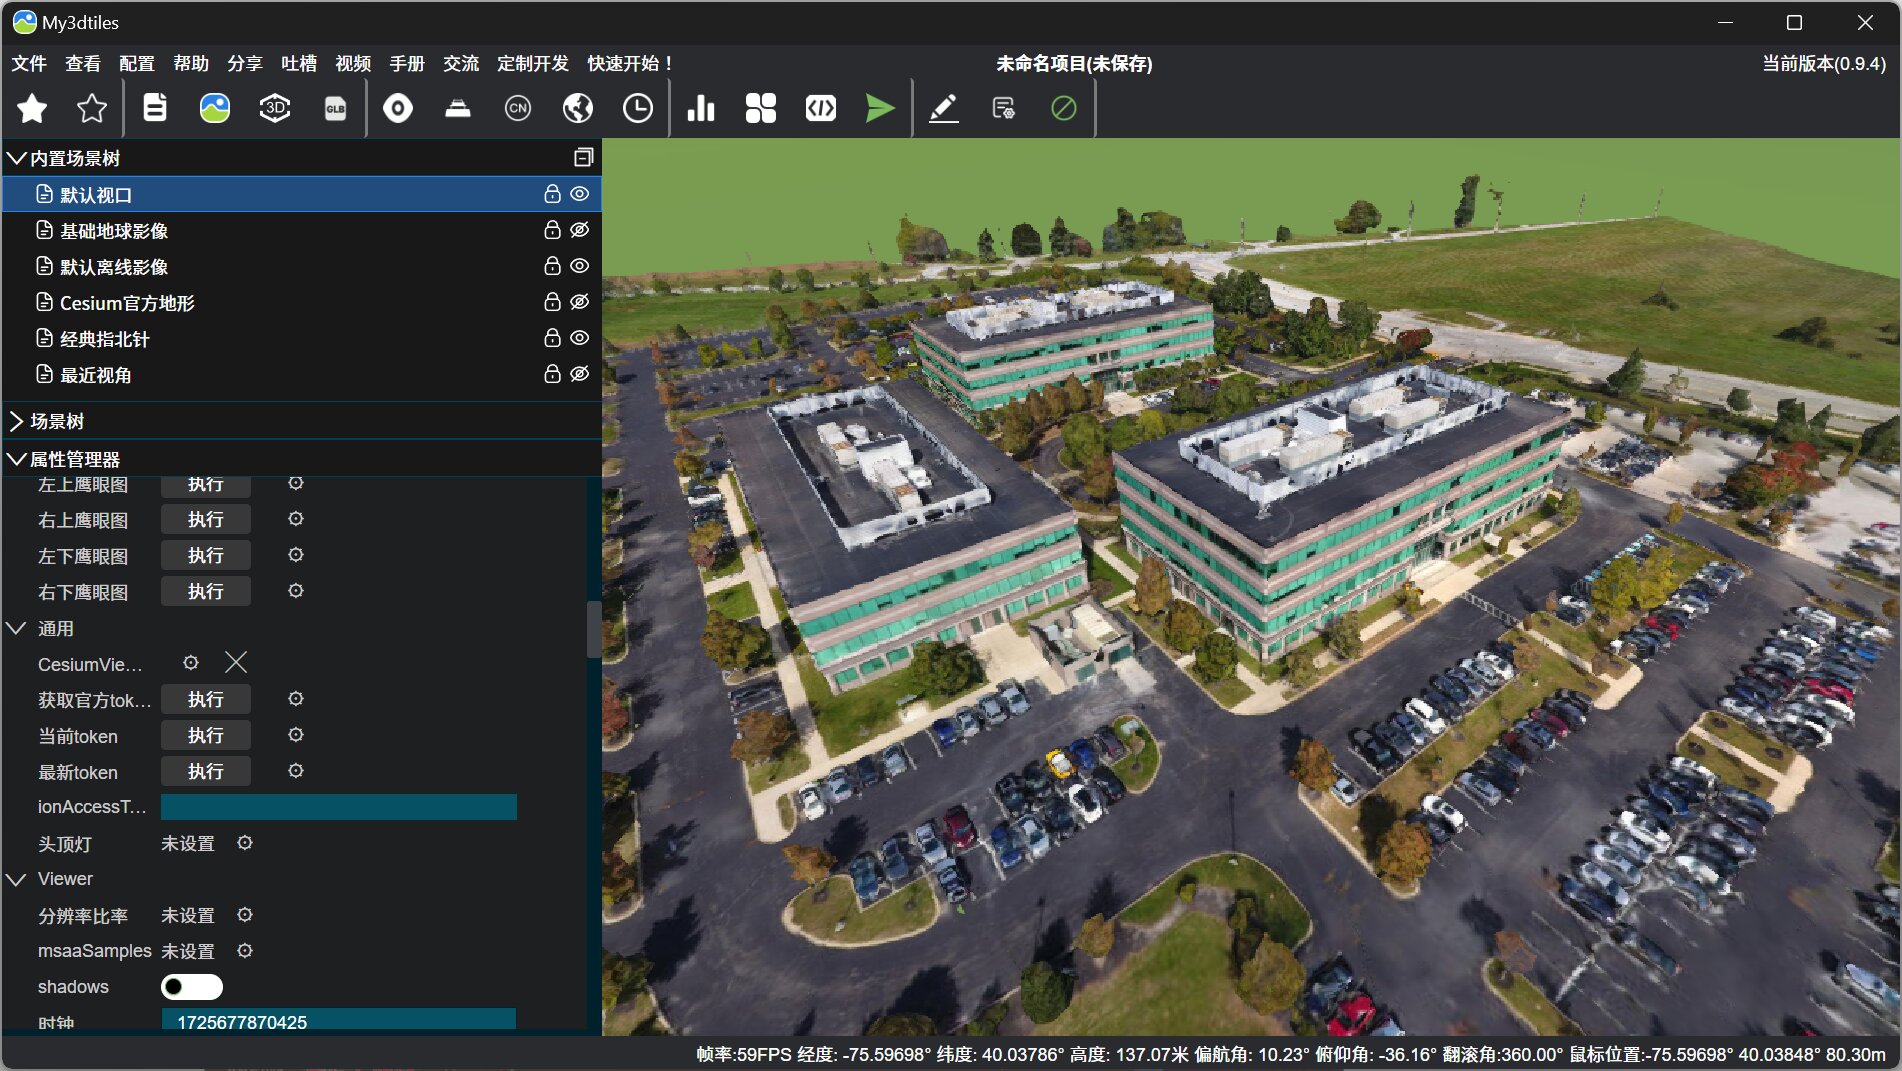 My3dtiles
文件 查看 配置 帮助 分享 吐槽 视频 手册 交流 定制开发 快速开始！ 未命名项目(未保存) 当前版本(0.9.4)
3D GLB CN
内置场景树
默认视口
基础地球影像
默认离线影像
Cesium官方地形
经典指北针
最近视角
场景树
属性管理器
左上鹰眼图 执行
右上鹰眼图 执行
左下鹰眼图 执行
右下鹰眼图 执行
通用
CesiumVie...
获取官方tok... 执行
当前token 执行
最新token 执行
ionAccessT...
头顶灯 未设置
Viewer
分辨率比率 未设置
msaaSamples 未设置
shadows
时钟 1725677870425
帧率:59FPS 经度: -75.59698° 纬度: 40.03786° 高度: 137.07米 偏航角: 10.23° 俯仰角: -36.16° 翻滚角:360.00° 鼠标位置:-75.59698° 40.03848° 80.30m